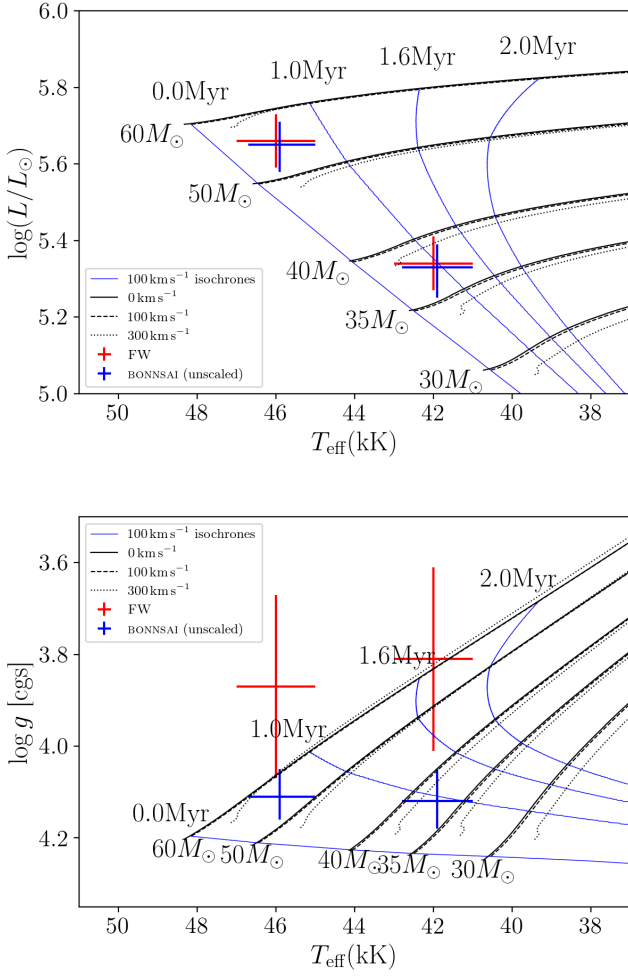 6.0
5.8
5.6
5.4
5.2
5.0
log(L/L⊙)
0.0Myr
1.0Myr
1.6Myr
2.0Myr
60M⊙
50M⊙
40M⊙
35M⊙
30M⊙
100 km s⁻¹ isochrones
0 km s⁻¹
100 km s⁻¹
300 km s⁻¹
FW
BONNSAI (unscaled)
50 48 46 44 42 40 38
Teff(kK)
3.6
3.8
4.0
4.2
log g [cgs]
100 km s⁻¹ isochrones
0 km s⁻¹
100 km s⁻¹
300 km s⁻¹
FW
BONNSAI (unscaled)
2.0Myr
1.6Myr
1.0Myr
0.0Myr
60M⊙
50M⊙
40M⊙
35M⊙
30M⊙
50 48 46 44 42 40 38
Teff(kK)